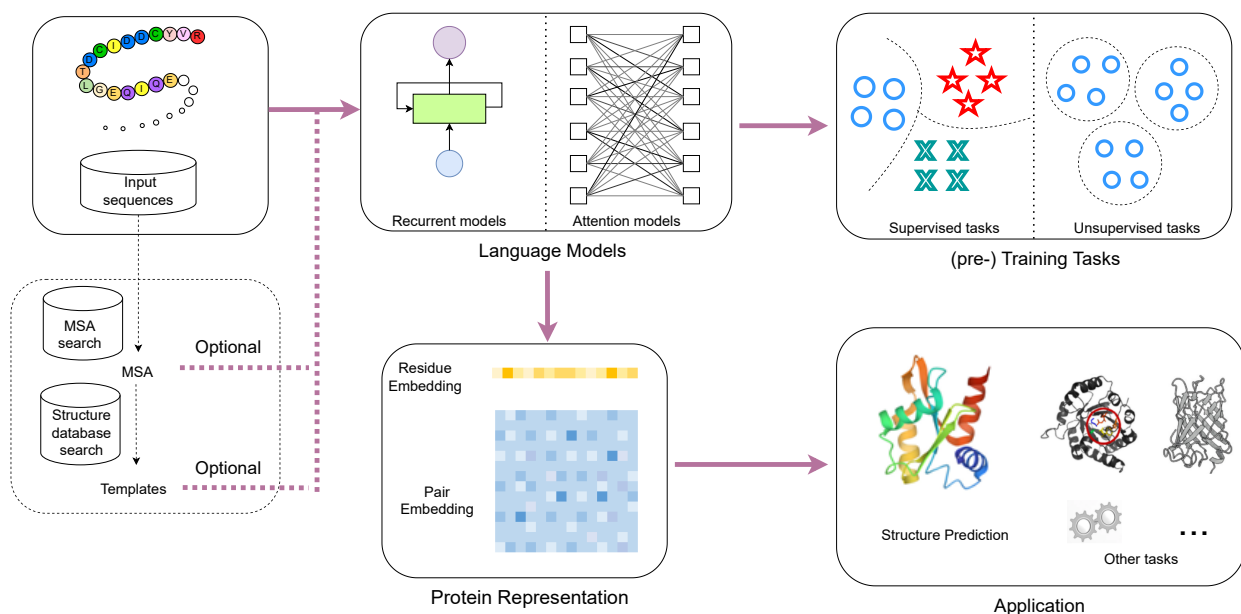 R
V
Y
C
D
D
I
C
D
T
L
G
E
Q
I
Q
E
Input
sequences
MSA
search
MSA
Structure
database
search
Templates
Optional
Optional
Recurrent models
Attention models
Language Models
Supervised tasks
Unsupervised tasks
(pre-) Training Tasks
Residue
Embedding
Pair
Embedding
Protein Representation
Structure Prediction
...
Other tasks
Application